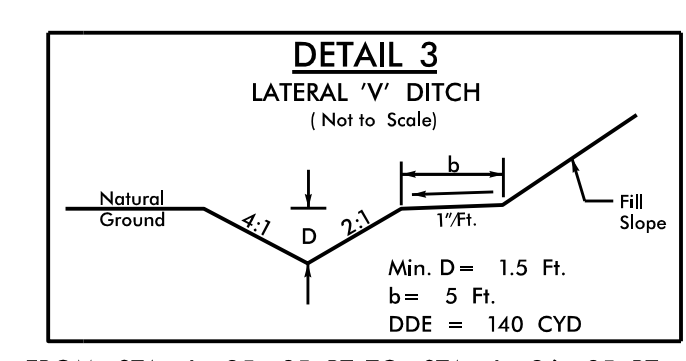 DETAIL 3
LATERAL 'V' DITCH
( Not to Scale)
b
Natural
Ground
4:1
D
2:1
1"/Ft.
Fill
Slope
Min. D = 1.5 Ft.
b = 5 Ft.
DDE = 140 CYD